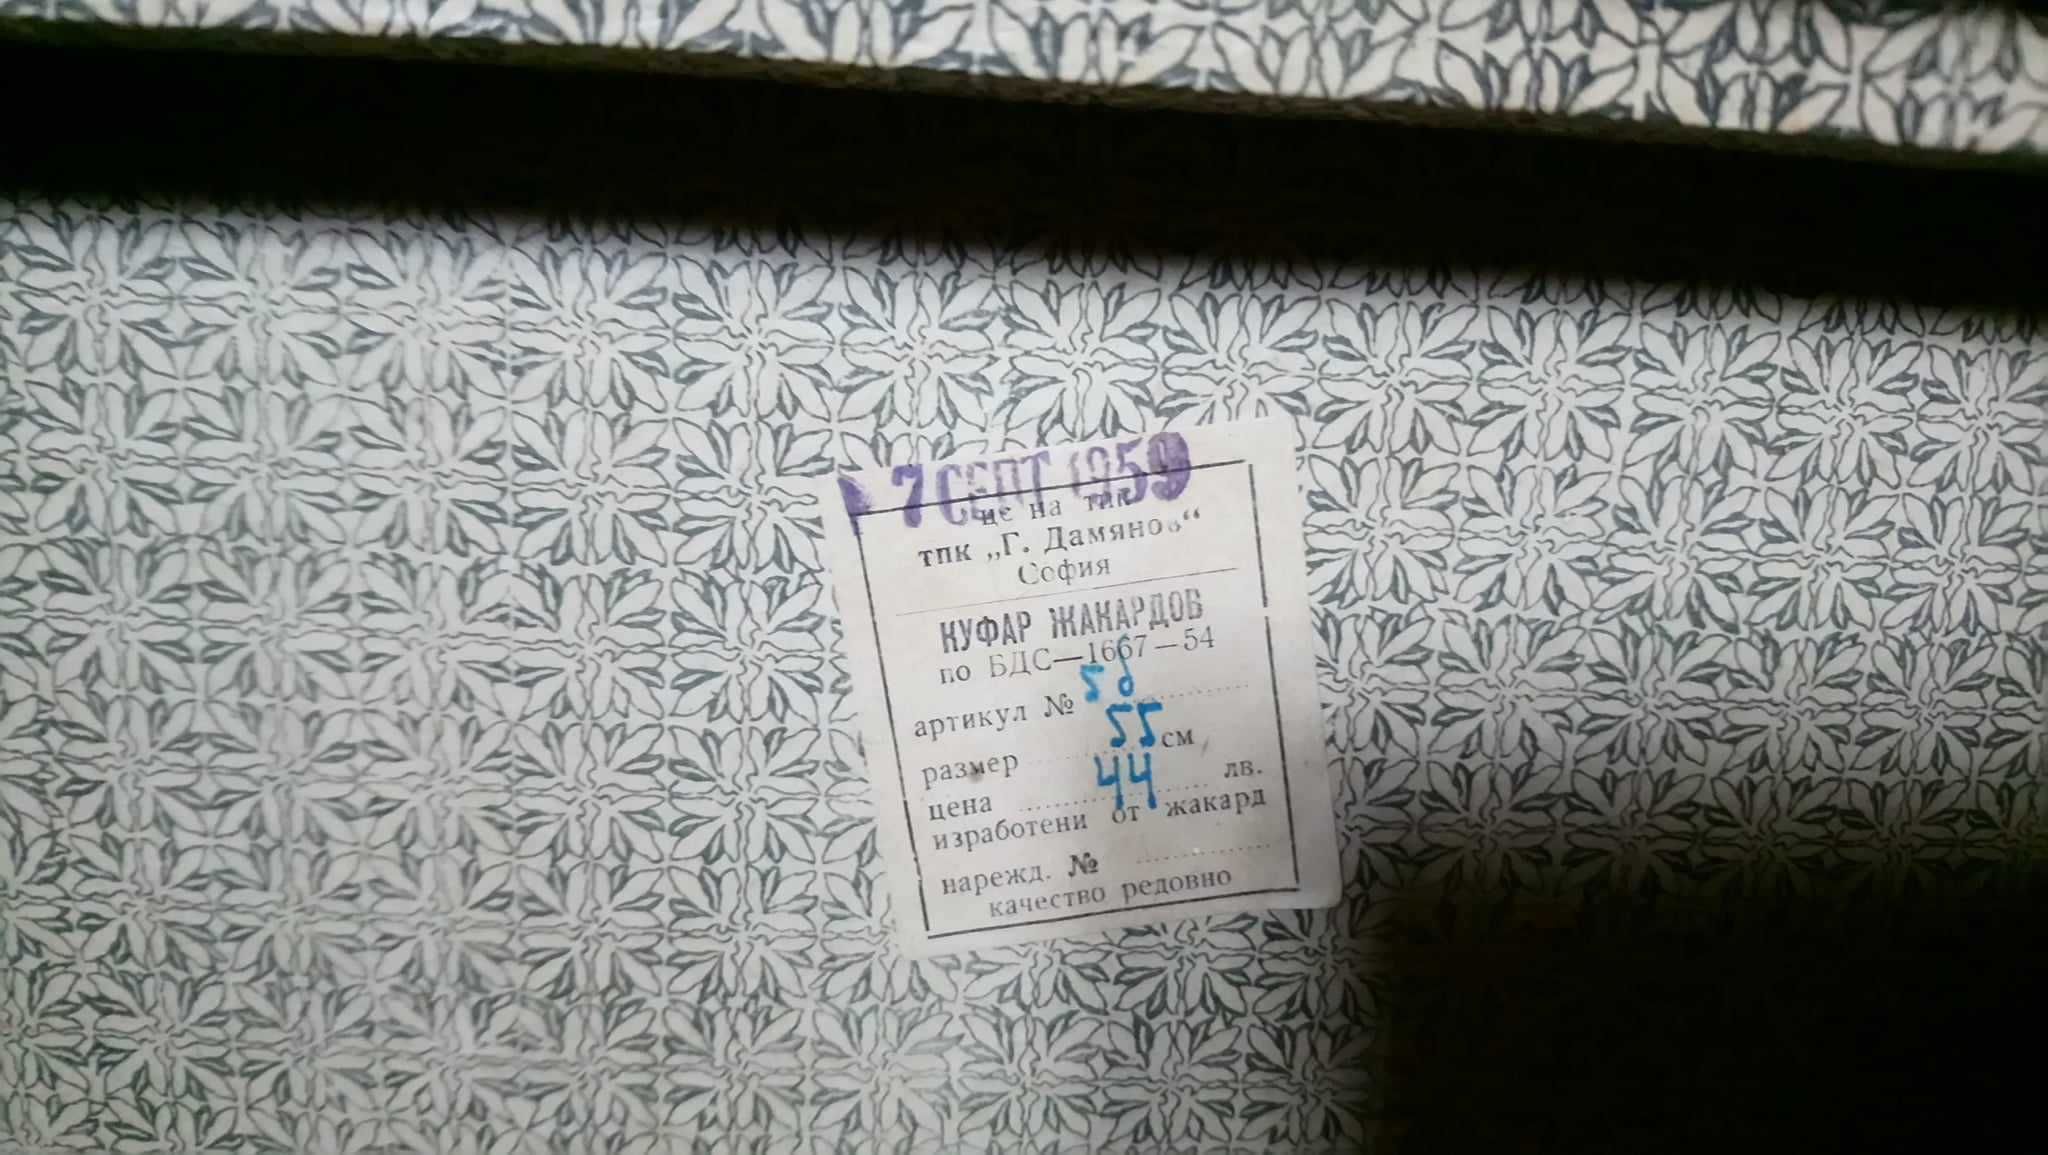 7 СЕПТ 1959
це на тпк
тпк „Г. Дамянов“
София
КУФАР ЖАКАРДОВ
по БДС—1667—54
артикул №
размер 55 см
цена 44 лв.
изработени от жакард
нарежд. №
качество редовно